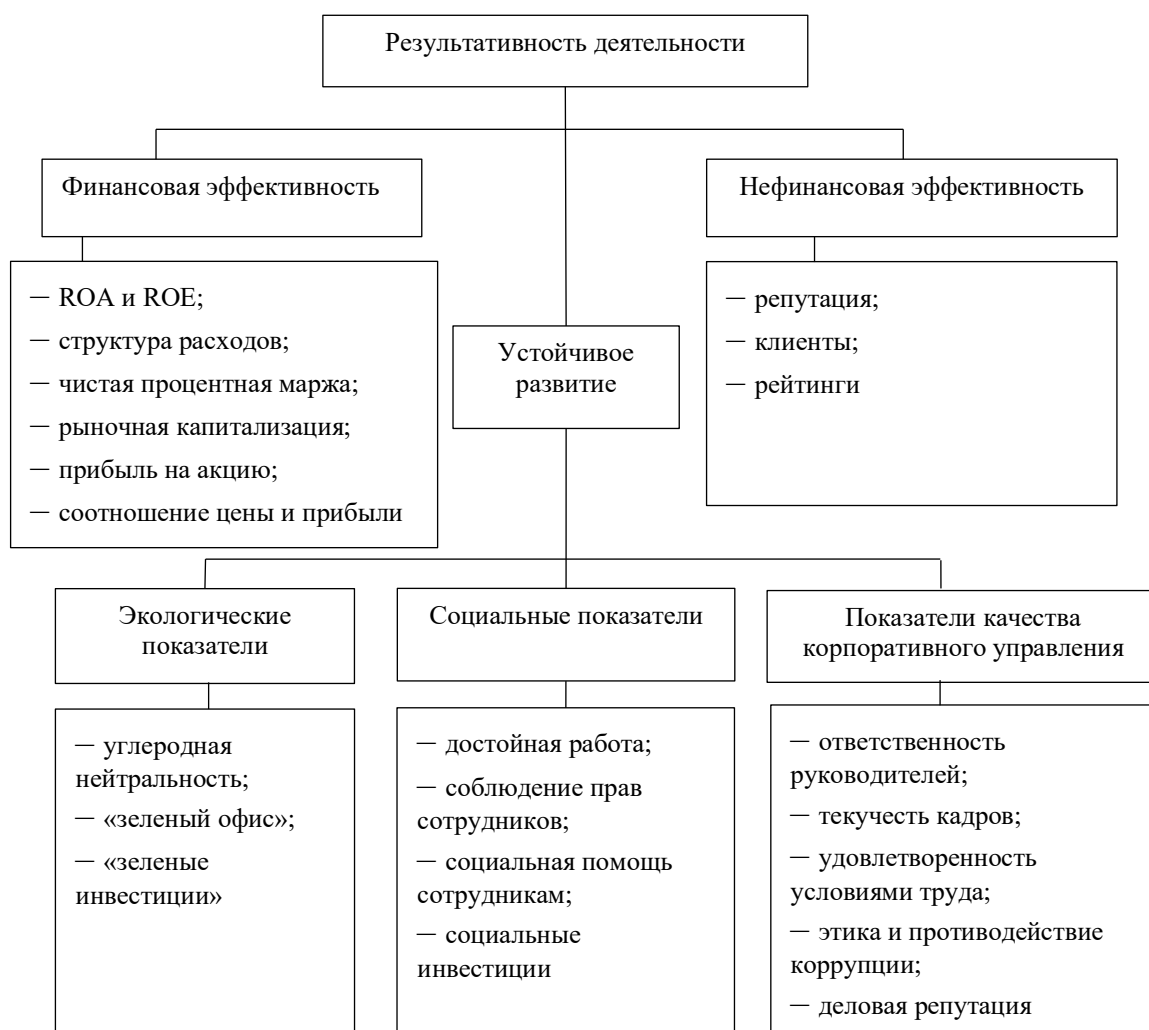 Результативность деятельности
Финансовая эффективность
Нефинансовая эффективность
— ROA и ROE;
— структура расходов;
— чистая процентная маржа;
— рыночная капитализация;
— прибыль на акцию;
— соотношение цены и прибыли
Устойчивое
развитие
— репутация;
— клиенты;
— рейтинги
Экологические
показатели
Социальные показатели
Показатели качества
корпоративного управления
— углеродная
нейтральность;
— «зеленый офис»;
— «зеленые
инвестиции»
— достойная работа;
— соблюдение прав
сотрудников;
— социальная помощь
сотрудникам;
— социальные
инвестиции
— ответственность
руководителей;
— текучесть кадров;
— удовлетворенность
условиями труда;
— этика и противодействие
коррупции;
— деловая репутация